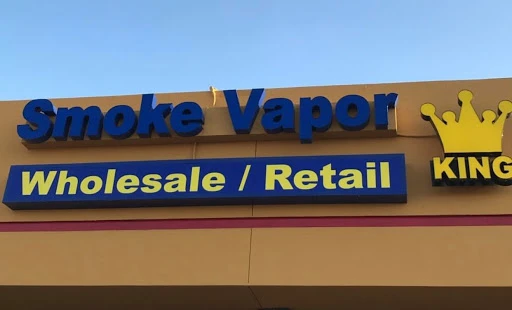 Smoke Vapor
Wholesale / Retail
KING